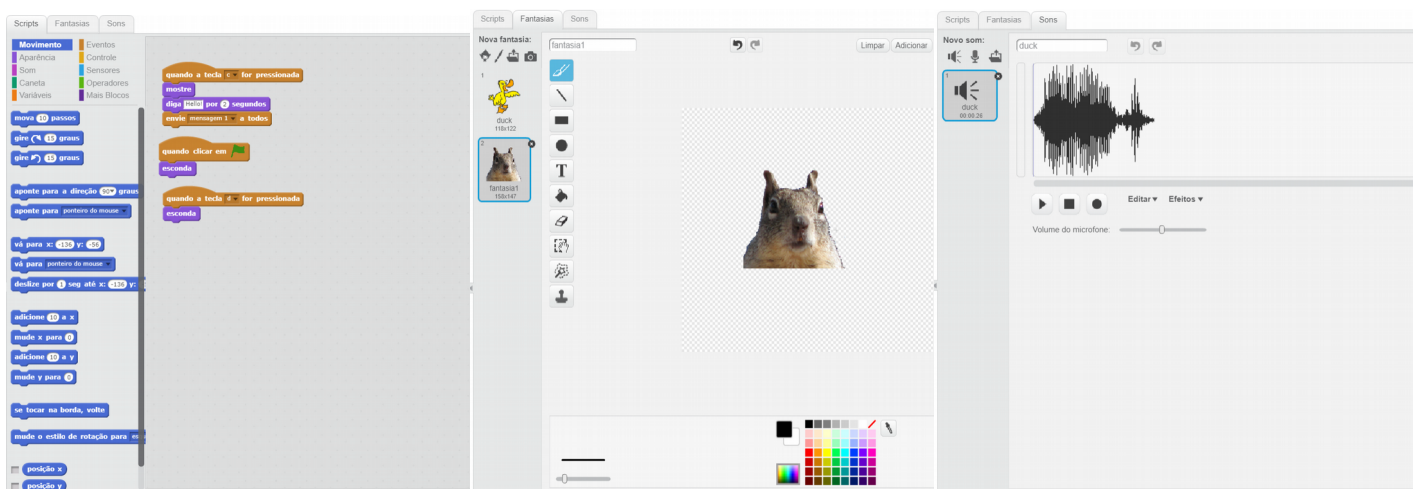 Scripts Fantasias Sons
Movimento Eventos
Aparência Controle
Som Sensores
Caneta Operadores
Variáveis Mais Blocos
mova 10 passos
gire 15 graus
gire 15 graus
aponte para a direção 90 graus
aponte para ponteiro do mouse
vá para x: -136 y: -56
vá para ponteiro do mouse
deslize por 1 seg até x: -136 y:
adicione 10 a x
mude x para 0
adicione 10 a y
mude y para 0
se tocar na borda, volte
mude o estilo de rotação para
posição x
posição y
quando a tecla c for pressionada
mostre
diga Hello! por 2 segundos
envie mensagem 1 a todos
quando clicar em
esconda
quando a tecla d for pressionada
esconda
Scripts Fantasias Sons
Nova fantasia:
fantasia1
Limpar Adicionar
1
duck
118x122
2
fantasia1
155x147
T
Scripts Fantasias Sons
Novo som:
duck
1
duck
00:00.28
Editar Efeitos
Volume do microfone: